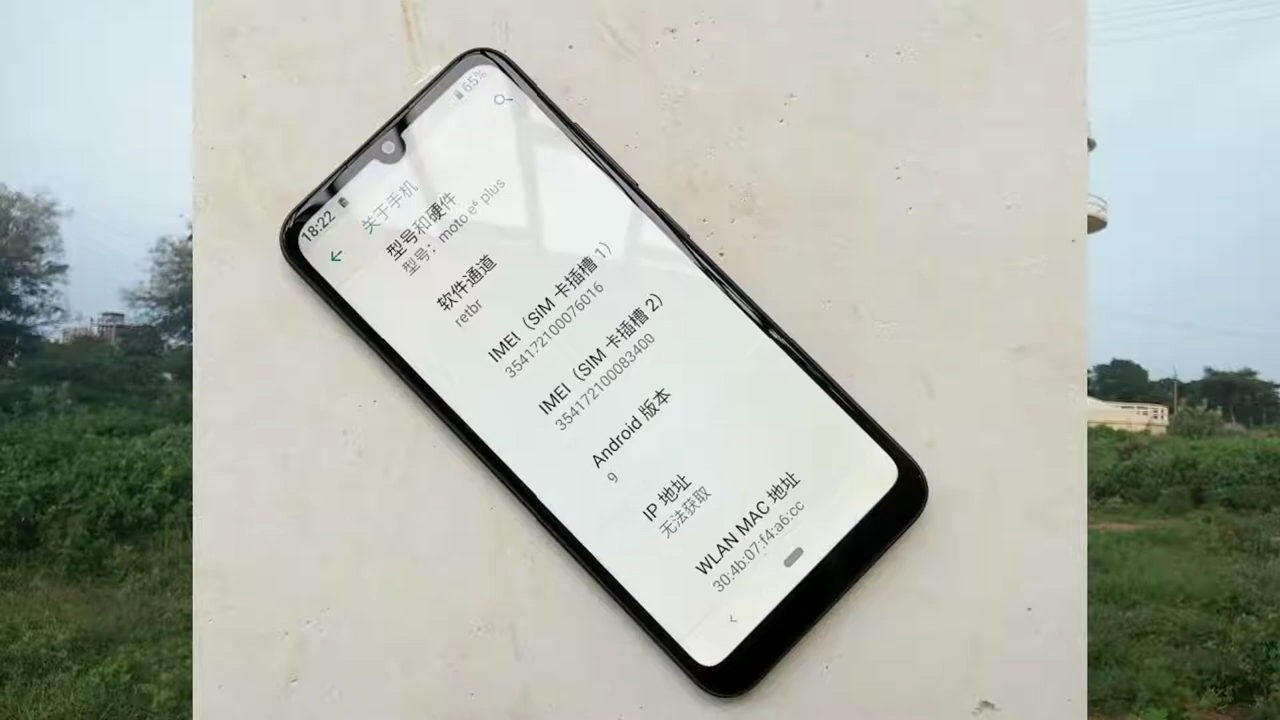 18:22
65%
关于手机
型号和硬件
型号：moto e⁶ plus
软件通道
retbr
IMEI（SIM 卡插槽 1）
354172100076016
IMEI（SIM 卡插槽 2）
354172100083400
Android 版本
9
IP 地址
无法获取
WLAN MAC 地址
30:4b:07:f4:a6:cc